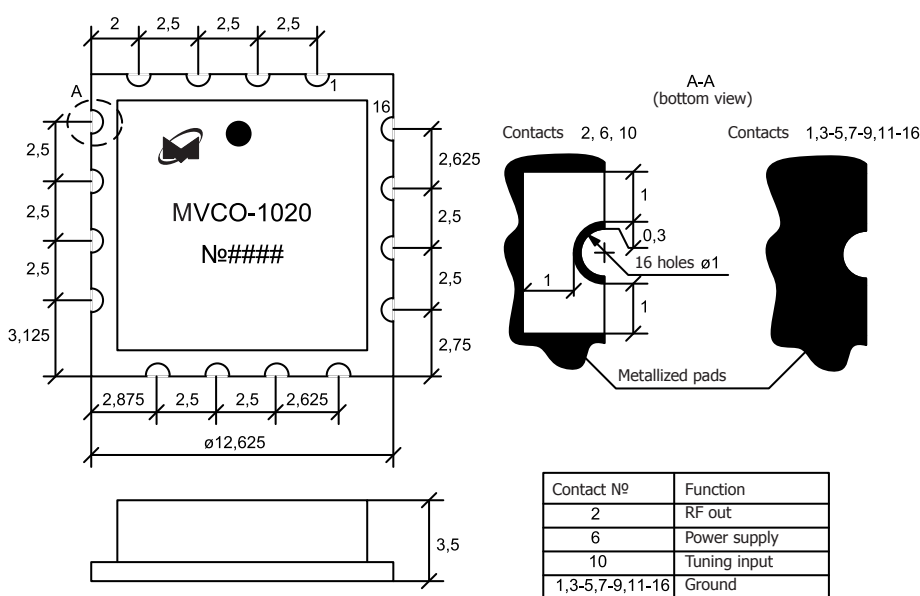 2 2,5 2,5 2,5
A
1
16
2,5
2,5
2,5
3,125
2,625
2,5
2,5
2,75
MVCO-1020
№####
2,875 2,5 2,5 2,625
ø12,625
3,5
A-A
(bottom view)
Contacts 2, 6, 10
Contacts 1,3-5,7-9,11-16
1
0,3
16 holes ø1
1
1
Metallized pads
Contact № Function
2 RF out
6 Power supply
10 Tuning input
1,3-5,7-9,11-16 Ground